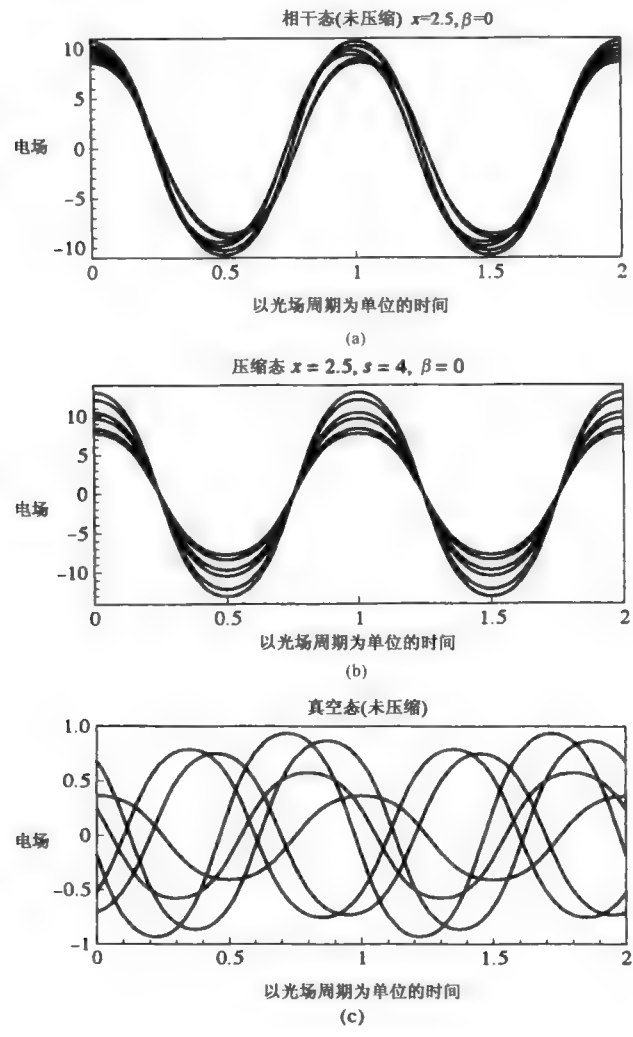 相干态(未压缩) x=2.5, β=0
10
5
电场 0
-5
-10
0 0.5 1 1.5 2
以光场周期为单位的时间
(a)
压缩态 x = 2.5, s = 4, β = 0
10
5
电场 0
-5
-10
0 0.5 1 1.5 2
以光场周期为单位的时间
(b)
真空态(未压缩)
1.0
0.5
电场 0
-0.5
-1
0 0.5 1 1.5 2
以光场周期为单位的时间
(c)